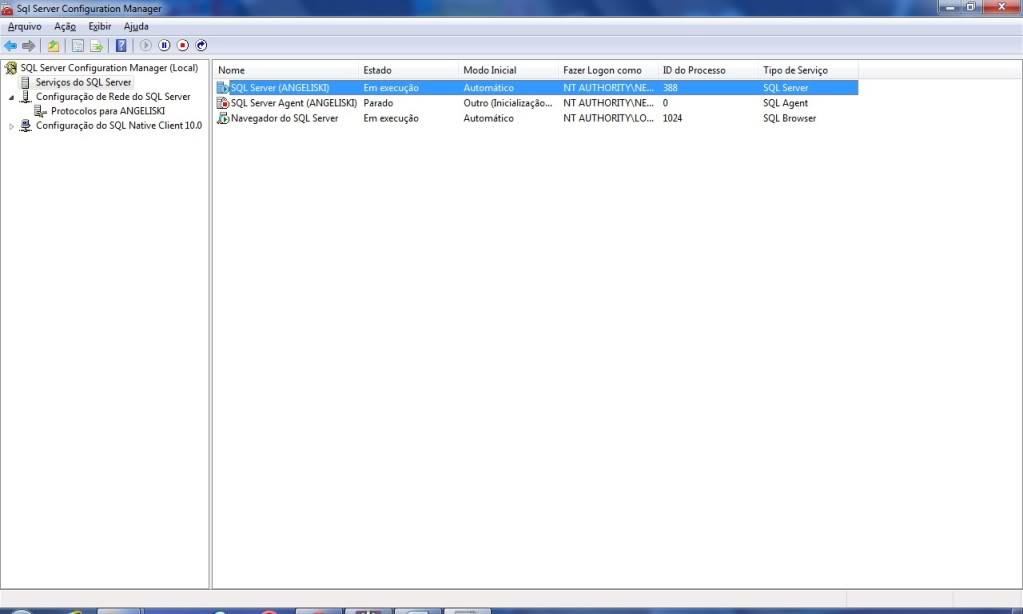 Sql Server Configuration Manager
Arquivo Ação Exibir Ajuda
SQL Server Configuration Manager (Local)
Serviços do SQL Server
Configuração de Rede do SQL Server
Protocolos para ANGELISKI
Configuração do SQL Native Client 10.0
Nome Estado Modo Inicial Fazer Logon como ID do Processo Tipo de Serviço
SQL Server (ANGELISKI) Em execução Automático NT AUTHORITY\NE... 388 SQL Server
SQL Server Agent (ANGELISKI) Parado Outro (Inicialização... NT AUTHORITY\NE... 0 SQL Agent
Navegador do SQL Server Em execução Automático NT AUTHORITY\LO... 1024 SQL Browser